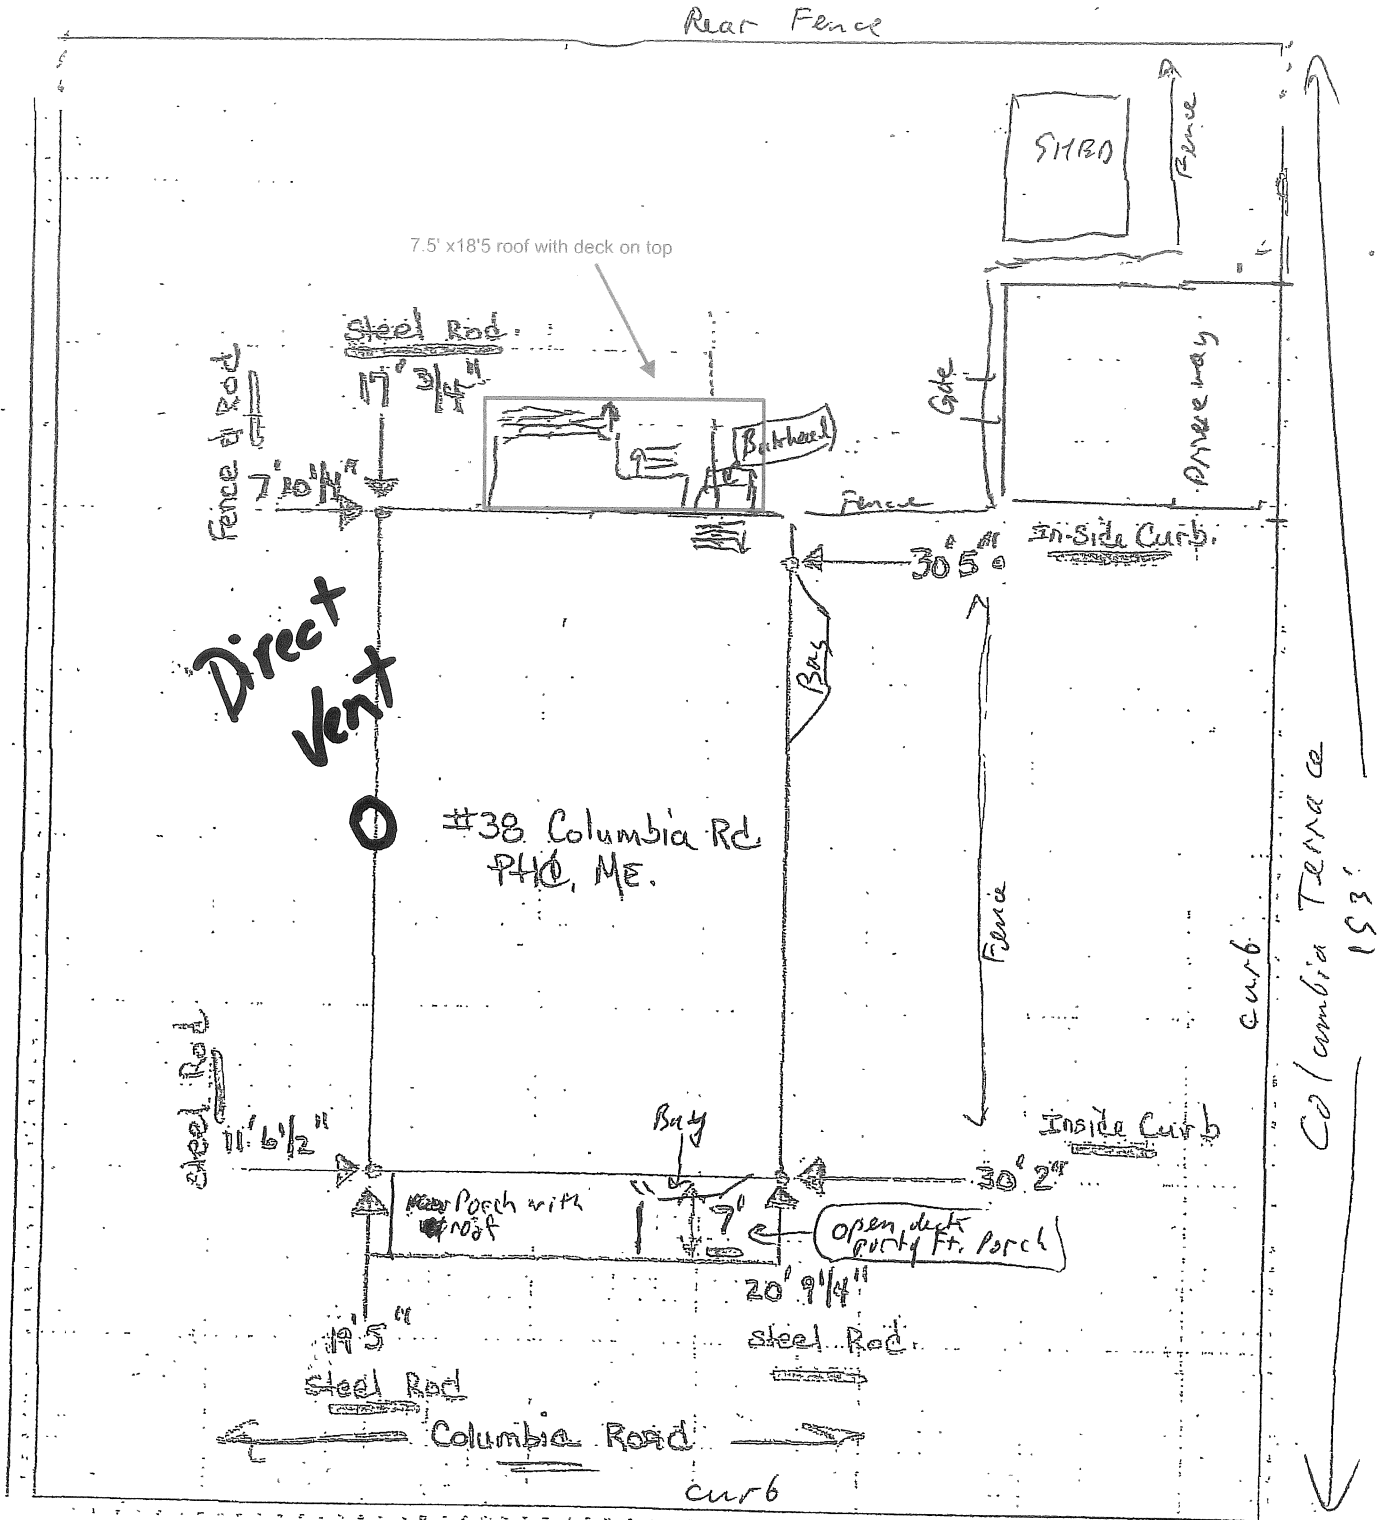 Rear Fence
SHED
Fence
7.5' x18'5 roof with deck on top
Steel Rod.
17' 3/4"
Fence & Rod
7' 10 1/4"
Bulkhead
Gate
Driveway
Fence
In-Side Curb.
30' 5"
Direct
Vent
Bay
#38 Columbia Rd
ME.
Fence
curb
Columbia Terrace
153'
Steel Rod
11' 6 1/2"
Bay
Inside Curb
30' 2"
Porch with
roof
7'
Open deck
Ft. Porch
20' 9 1/4"
Steel Rod.
19' 5"
Steel Rod
Columbia Road
curb